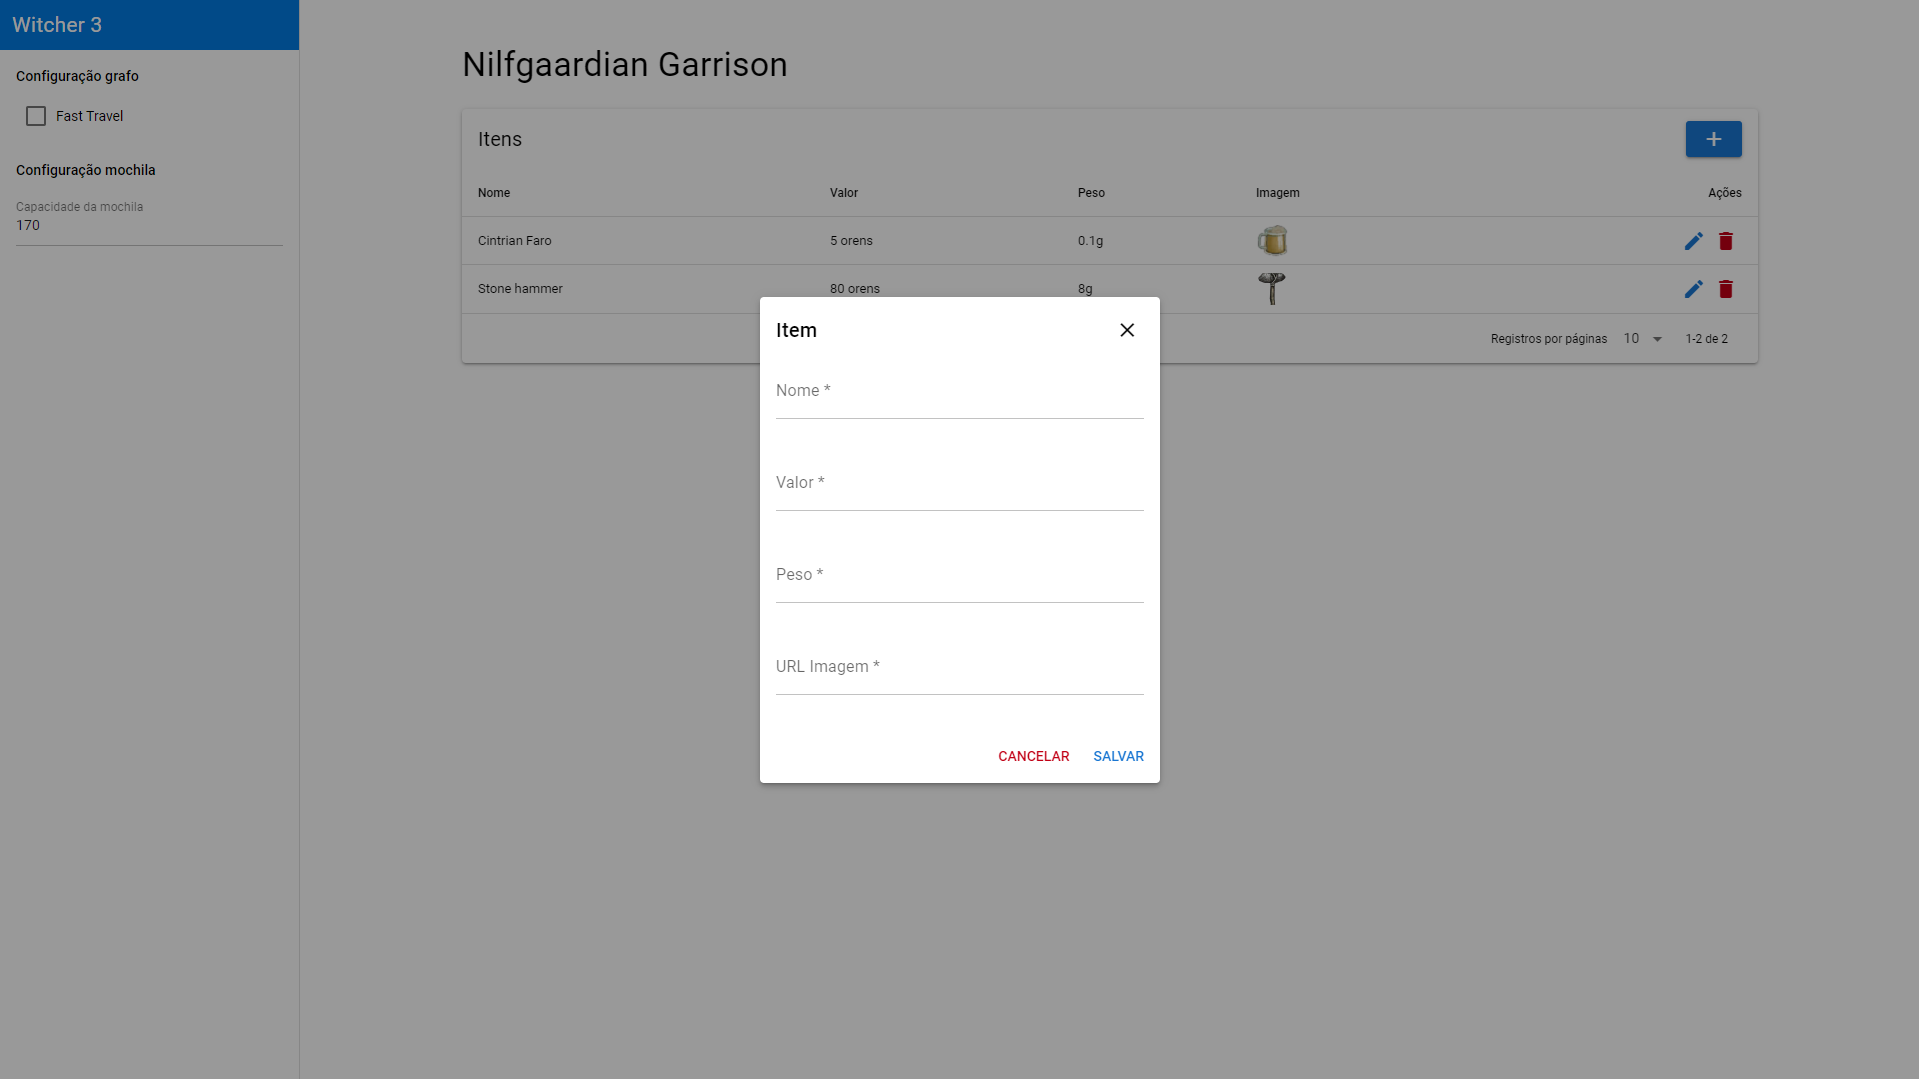 Witcher 3
Configuração grafo
Fast Travel
Configuração mochila
Capacidade da mochila
170
Nilfgaardian Garrison
Itens
Nome Valor Peso Imagem Ações
Cintrian Faro 5 orens 0.1g
Stone hammer 80 orens 8g
Registros por páginas 10 1-2 de 2
Item
Nome *
Valor *
Peso *
URL Imagem *
CANCELAR SALVAR